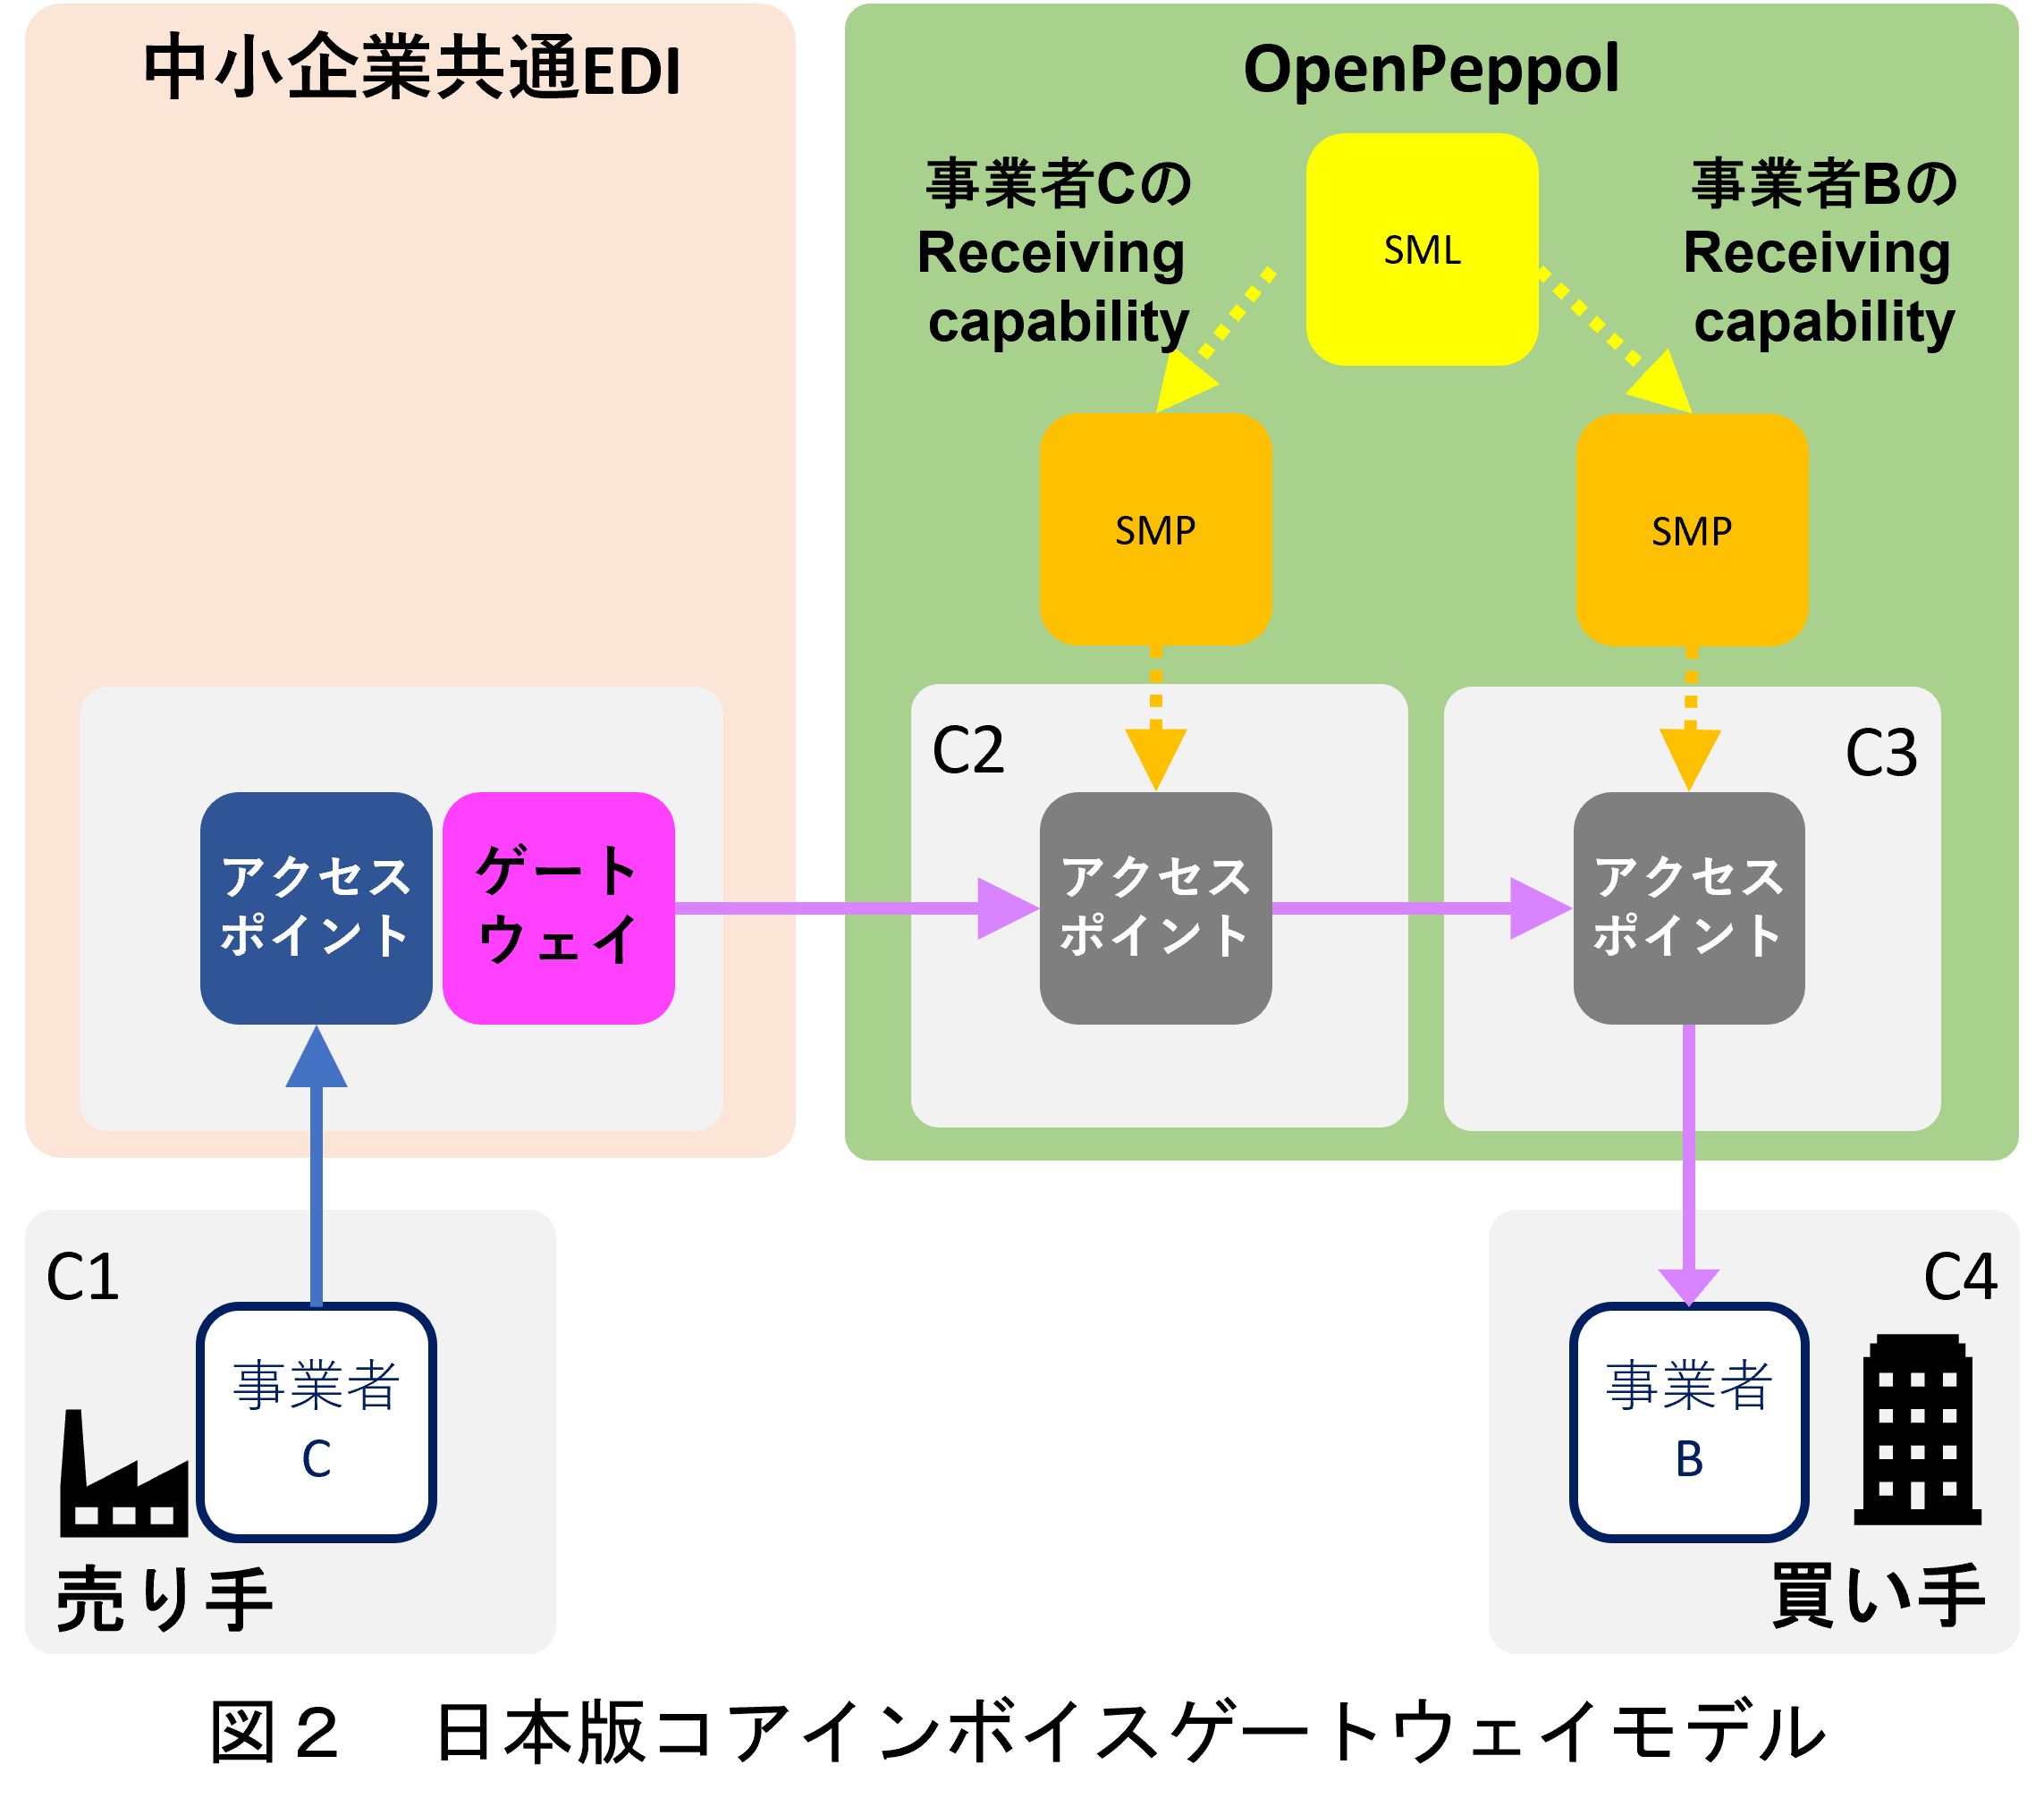 中小企業共通EDI
OpenPeppol
事業者Cの
Receiving
capability
SML
事業者Bの
Receiving
capability
SMP
SMP
C2
C3
アクセス
ポイント
ゲート
ウェイ
アクセス
ポイント
アクセス
ポイント
C1
事業者
C
売り手
C4
事業者
B
買い手
図２　日本版コアインボイスゲートウェイモデル